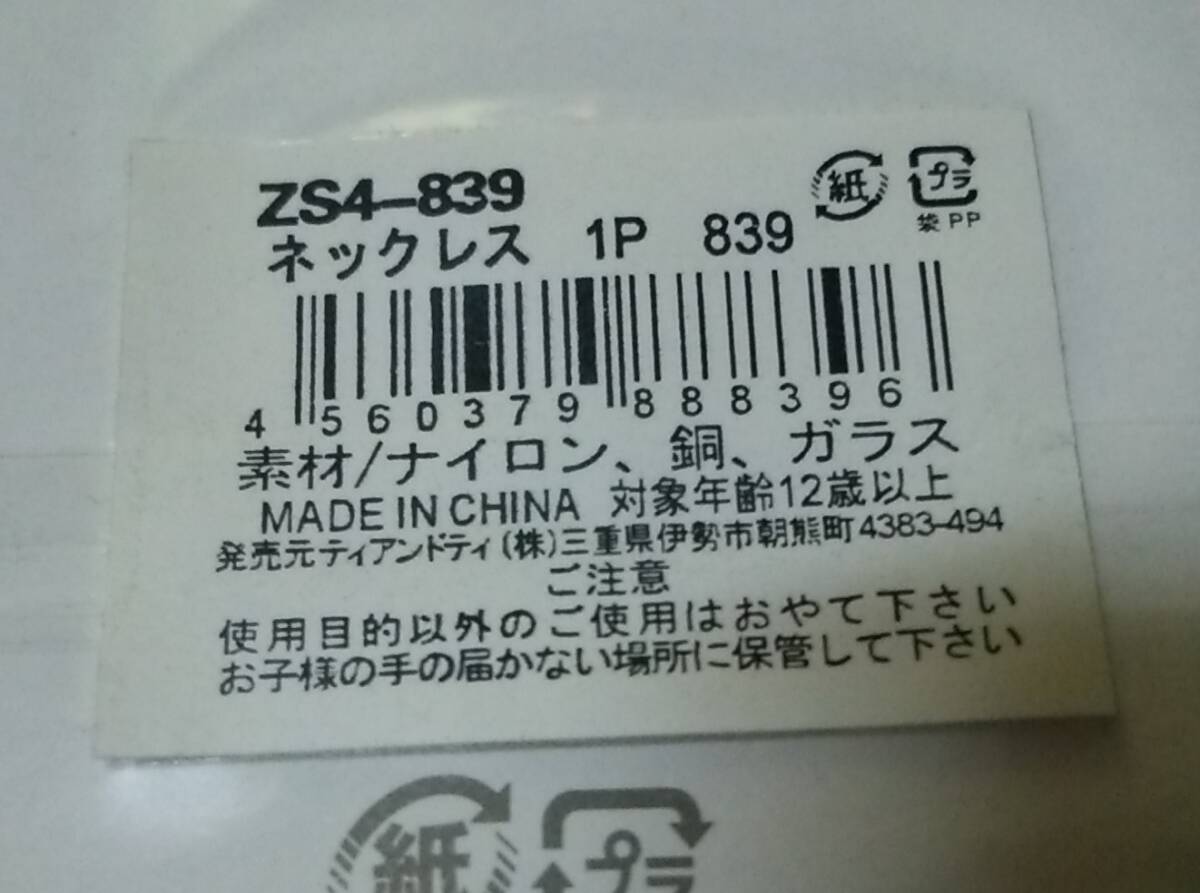 ZS4-839
紙 プラ
袋PP
ネックレス 1P 839
4 560379 888396
素材/ナイロン、銅、ガラス
MADE IN CHINA 対象年齢12歳以上
発売元ティアンドティ(株)三重県伊勢市朝熊町4383-494
ご注意
使用目的以外のご使用はおやて下さい
お子様の手の届かない場所に保管して下さい
紙 プラ